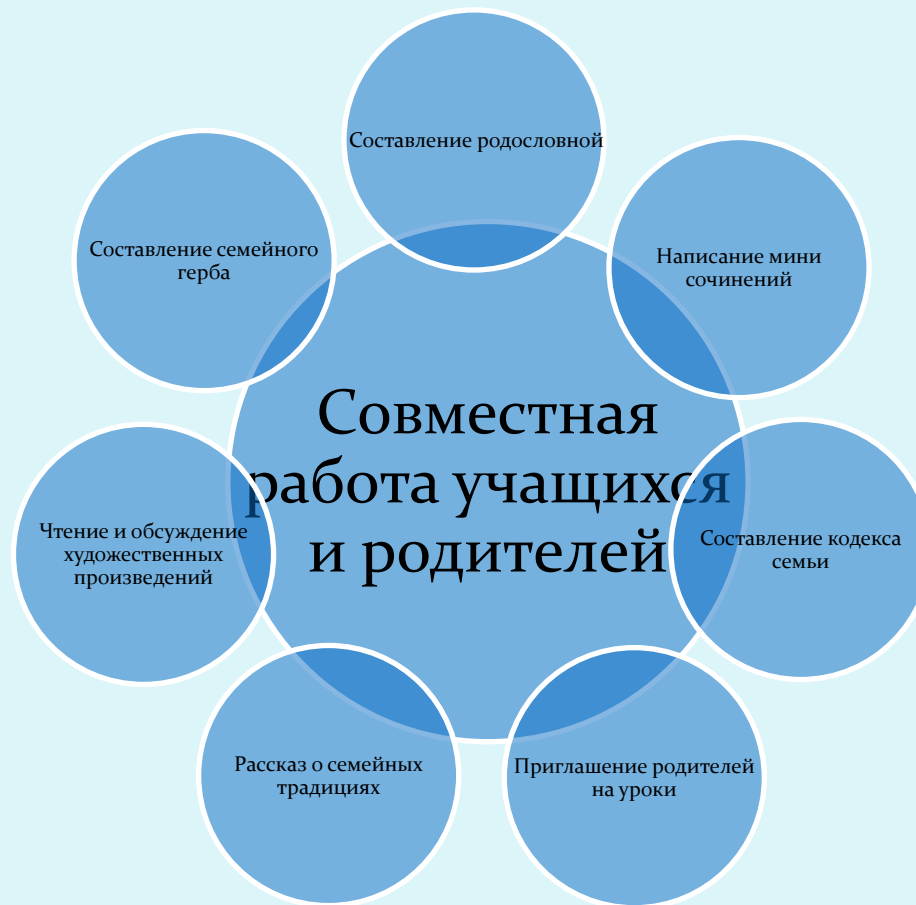 Составление родословной
Составление семейного
герба
Написание мини
сочинений
Совместная
работа учащихся
и родителей
Чтение и обсуждение
художественных
произведений
Составление кодекса
семьи
Рассказ о семейных
традициях
Приглашение родителей
на уроки